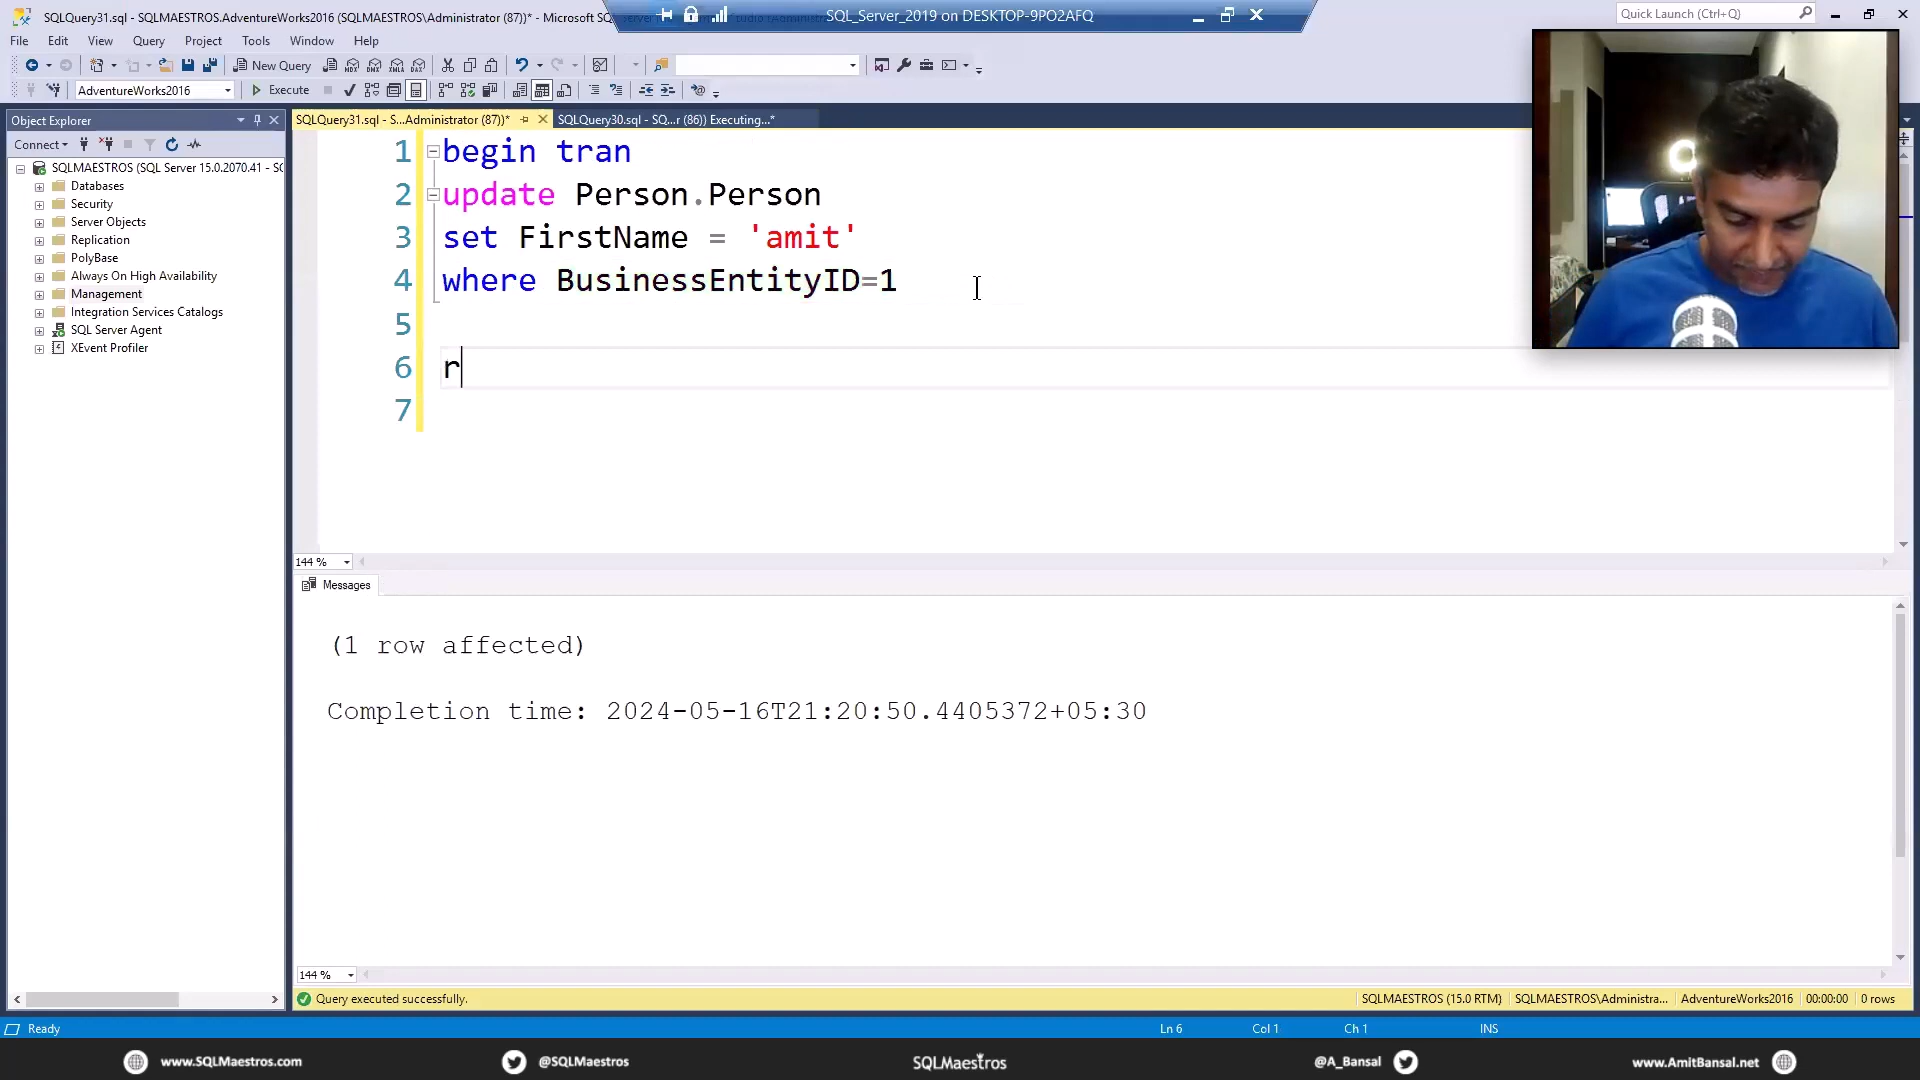 SQLQuery31.sql - SQLMAESTROS.AdventureWorks2016 (SQLMAESTROS\Administrator (87))* - Microsoft SQ
SQL_Server_2019 on DESKTOP-9PO2AFQ
Quick Launch (Ctrl+Q)
File Edit View Query Project Tools Window Help
New Query
AdventureWorks2016
Execute
Object Explorer
SQLQuery31.sql - S...Administrator (87))*
SQLQuery30.sql - SQ...r (86)) Executing...*
Connect
SQLMAESTROS (SQL Server 15.0.2070.41 - SQ
Databases
Security
Server Objects
Replication
PolyBase
Always On High Availability
Management
Integration Services Catalogs
SQL Server Agent
XEvent Profiler
1 begin tran
2 update Person.Person
3 set FirstName = 'amit'
4 where BusinessEntityID=1
5
6 r
7
144 %
Messages
(1 row affected)
Completion time: 2024-05-16T21:20:50.4405372+05:30
144 %
Query executed successfully.
SQLMAESTROS (15.0 RTM)
SQLMAESTROS\Administra...
AdventureWorks2016
00:00:00
0 rows
Ready
Ln 6
Col 1
Ch 1
INS
www.SQLMaestros.com
@SQLMaestros
SQLMaestros
@A_Bansal
www.AmitBansal.net